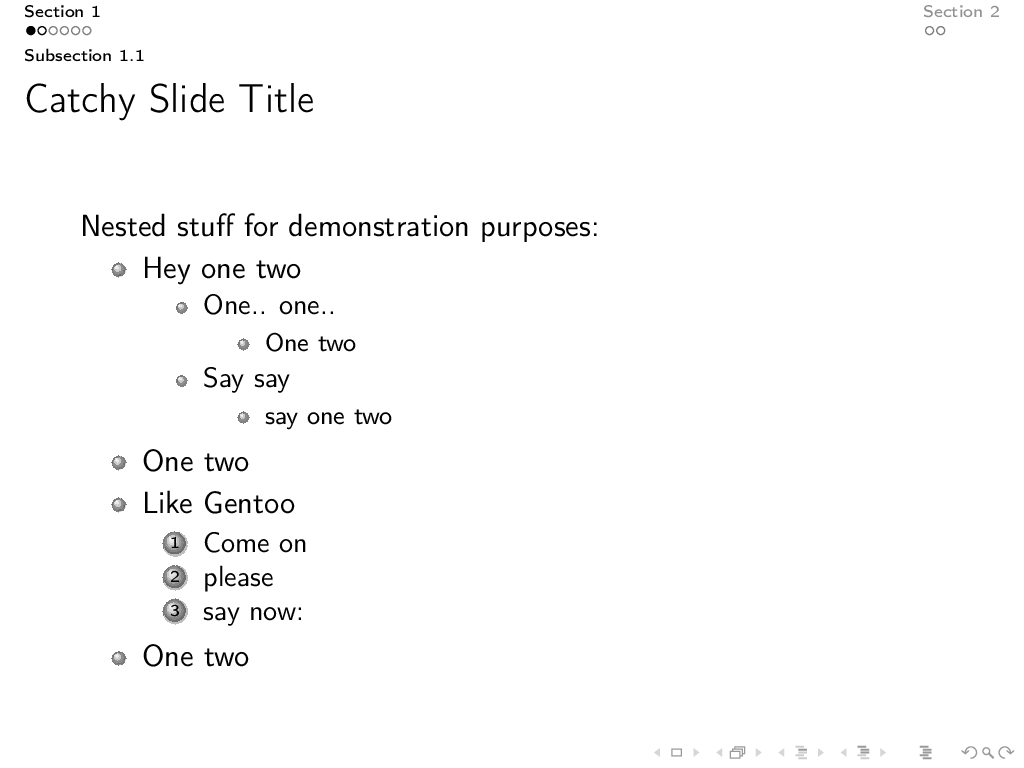 Section 1
Section 2
Subsection 1.1
Catchy Slide Title
Nested stuff for demonstration purposes:
Hey one two
One.. one..
One two
Say say
say one two
One two
Like Gentoo
1 Come on
2 please
3 say now:
One two